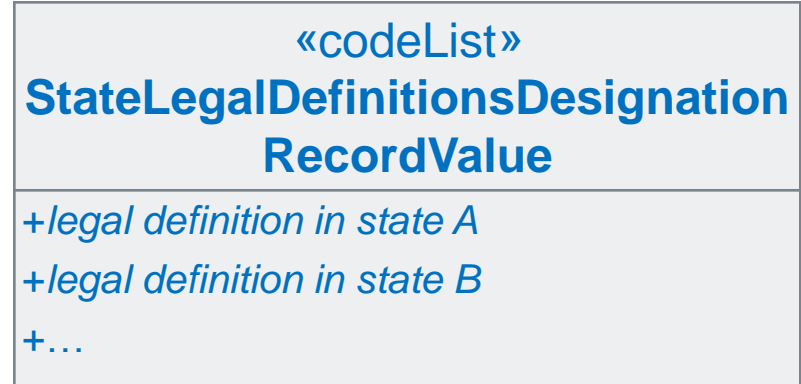 «codeList»
StateLegalDefinitionsDesignation
RecordValue
+legal definition in state A
+legal definition in state B
+…